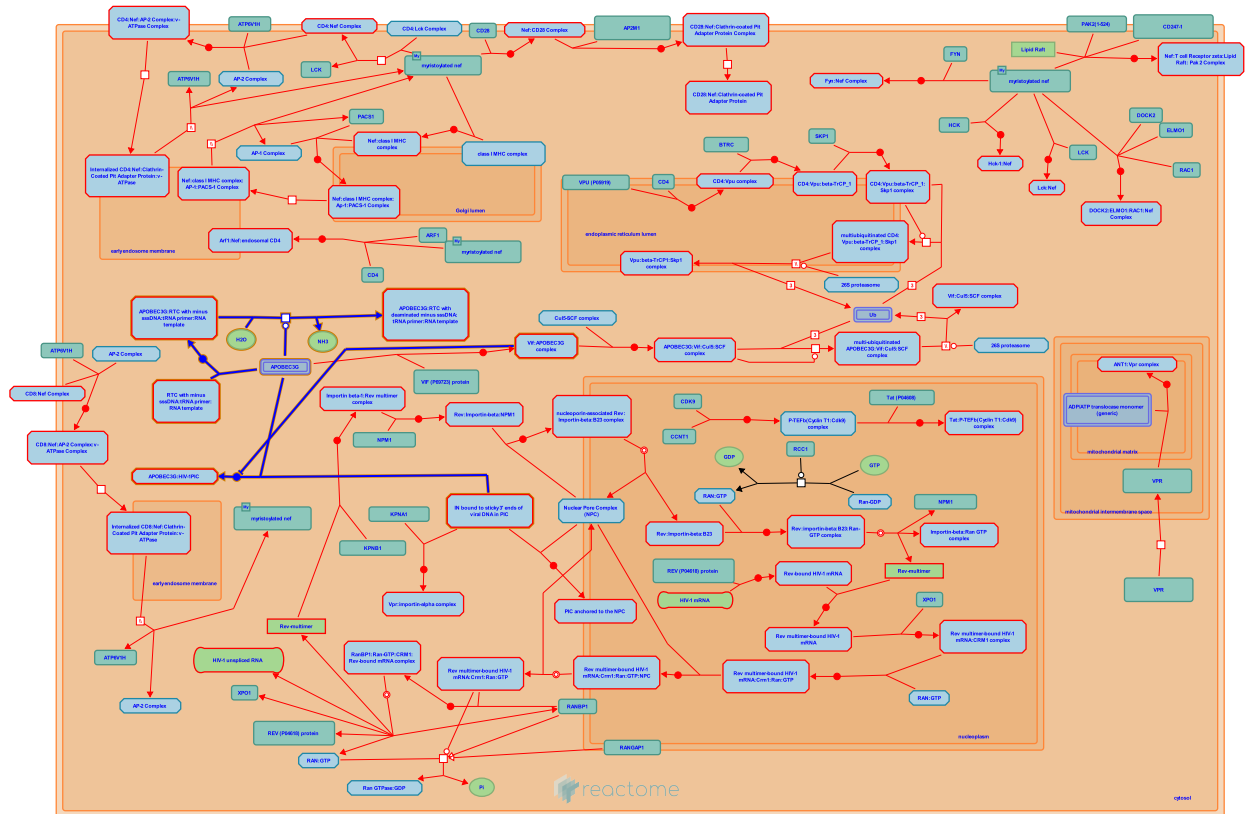 CD4:Nef:AP-2 Complex:v-
ATPase Complex
ATP6V1H
CD4:Nef Complex
CD4:Lck Complex
CD28
Nef:CD28 Complex
AP2M1
CD28:Nef:Clathrin-coated Pit
Adapter Protein Complex
PAK2(1-524)
CD247-1
Lipid Raft
Nef:T cell Receptor zeta:Lipid
Raft: Pak 2 Complex
FYN
Fyn:Nef Complex
My
myristoylated nef
LCK
My
myristoylated nef
ATP6V1H
AP-2 Complex
CD28:Nef:Clathrin-coated Pit
Adapter Protein
PACS1
HCK
DOCK2
ELMO1
LCK
RAC1
Hck-1:Nef
Lck:Nef
DOCK2:ELMO1:RAC1:Nef
Complex
AP-1 Complex
Nef:class I MHC
complex
class I MHC complex
Internalized CD4:Nef:Clathrin-
Coated Pit Adapter Protein:v-
ATPase
Nef:class I MHC complex:
AP-1:PACS-1 Complex
Nef:class I MHC complex:
Ap-1:PACS-1 Complex
Golgi lumen
early endosome membrane
Arf1:Nef:endosomal CD4
ARF1
My
myristoylated nef
CD4
BTRC
SKP1
VPU (P05919)
CD4
CD4:Vpu complex
CD4:Vpu:beta-TrCP_1
CD4:Vpu:beta-TrCP_1:
Skp1 complex
endoplasmic reticulum lumen
multiubiquitinated CD4:
Vpu:beta-TrCP_1:Skp1
complex
Vpu:beta-TrCP1:Skp1
complex
26S proteasome
3
3
Ub
Vif:Cul5:SCF complex
3
3
APOBEC3G:RTC with minus
sssDNA:tRNA primer:RNA
template
H2O
NH3
APOBEC3G:RTC with
deaminated minus sssDNA:
tRNA primer:RNA template
Cul5-SCF complex
Vif:APOBEC3G
complex
APOBEC3G:Vif:Cul5:SCF
complex
multi-ubiquitinated
APOBEC3G:Vif:Cul5:SCF
complex
26S proteasome
ATP6V1H
AP-2 Complex
APOBEC3G
VIF (P69723) protein
CD8:Nef Complex
RTC with minus
sssDNA:tRNA primer:
RNA template
Importin beta-1:Rev multimer
complex
Rev:Importin-beta:NPM1
NPM1
nucleoporin-associated Rev:
Importin-beta:B23 complex
CDK9
CCNT1
P-TEFb(Cyclin T1:Cdk9)
complex
Tat (P04608)
Tat:P-TEFb(Cyclin T1:Cdk9)
complex
ANT1:Vpr complex
ADP/ATP translocase monomer
(generic)
mitochondrial matrix
VPR
mitochondrial intermembrane space
VPR
CD8:Nef:AP-2 Complex:v-
ATPase Complex
APOBEC3G:HIV-1 PIC
GDP
RCC1
GTP
RAN:GTP
Ran-GDP
NPM1
IN bound to sticky 3' ends of
viral DNA in PIC
Nuclear Pore Complex
(NPC)
KPNA1
KPNB1
Rev::Importin-beta:B23
Rev::Importin-beta:B23:Ran-
GTP complex
Importin-beta:Ran GTP
complex
My
myristoylated nef
Internalized CD8:Nef:Clathrin-
Coated Pit Adapter Protein:v-
ATPase
early endosome membrane
REV (P04618) protein
Rev-bound HIV-1 mRNA
Rev-multimer
HIV-1 mRNA
XPO1
Vpr:importin-alpha complex
PIC anchored to the NPC
Rev multimer-bound HIV-1
mRNA
Rev multimer-bound HIV-1
mRNA:CRM1 complex
Rev-multimer
ATP6V1H
HIV-1 unspliced RNA
RanBP1:Ran-GTP:CRM1:
Rev-bound mRNA complex
Rev multimer-bound HIV-1
mRNA:Crm1:Ran:GTP
Rev multimer-bound HIV-1
mRNA:Crm1:Ran:GTP:NPC
Rev multimer-bound HIV-1
mRNA:Crm1:Ran:GTP
RAN:GTP
XPO1
AP-2 Complex
RANBP1
REV (P04618) protein
RAN:GTP
RANGAP1
nucleoplasm
Ran GTPase:GDP
Pi
reactome
cytosol